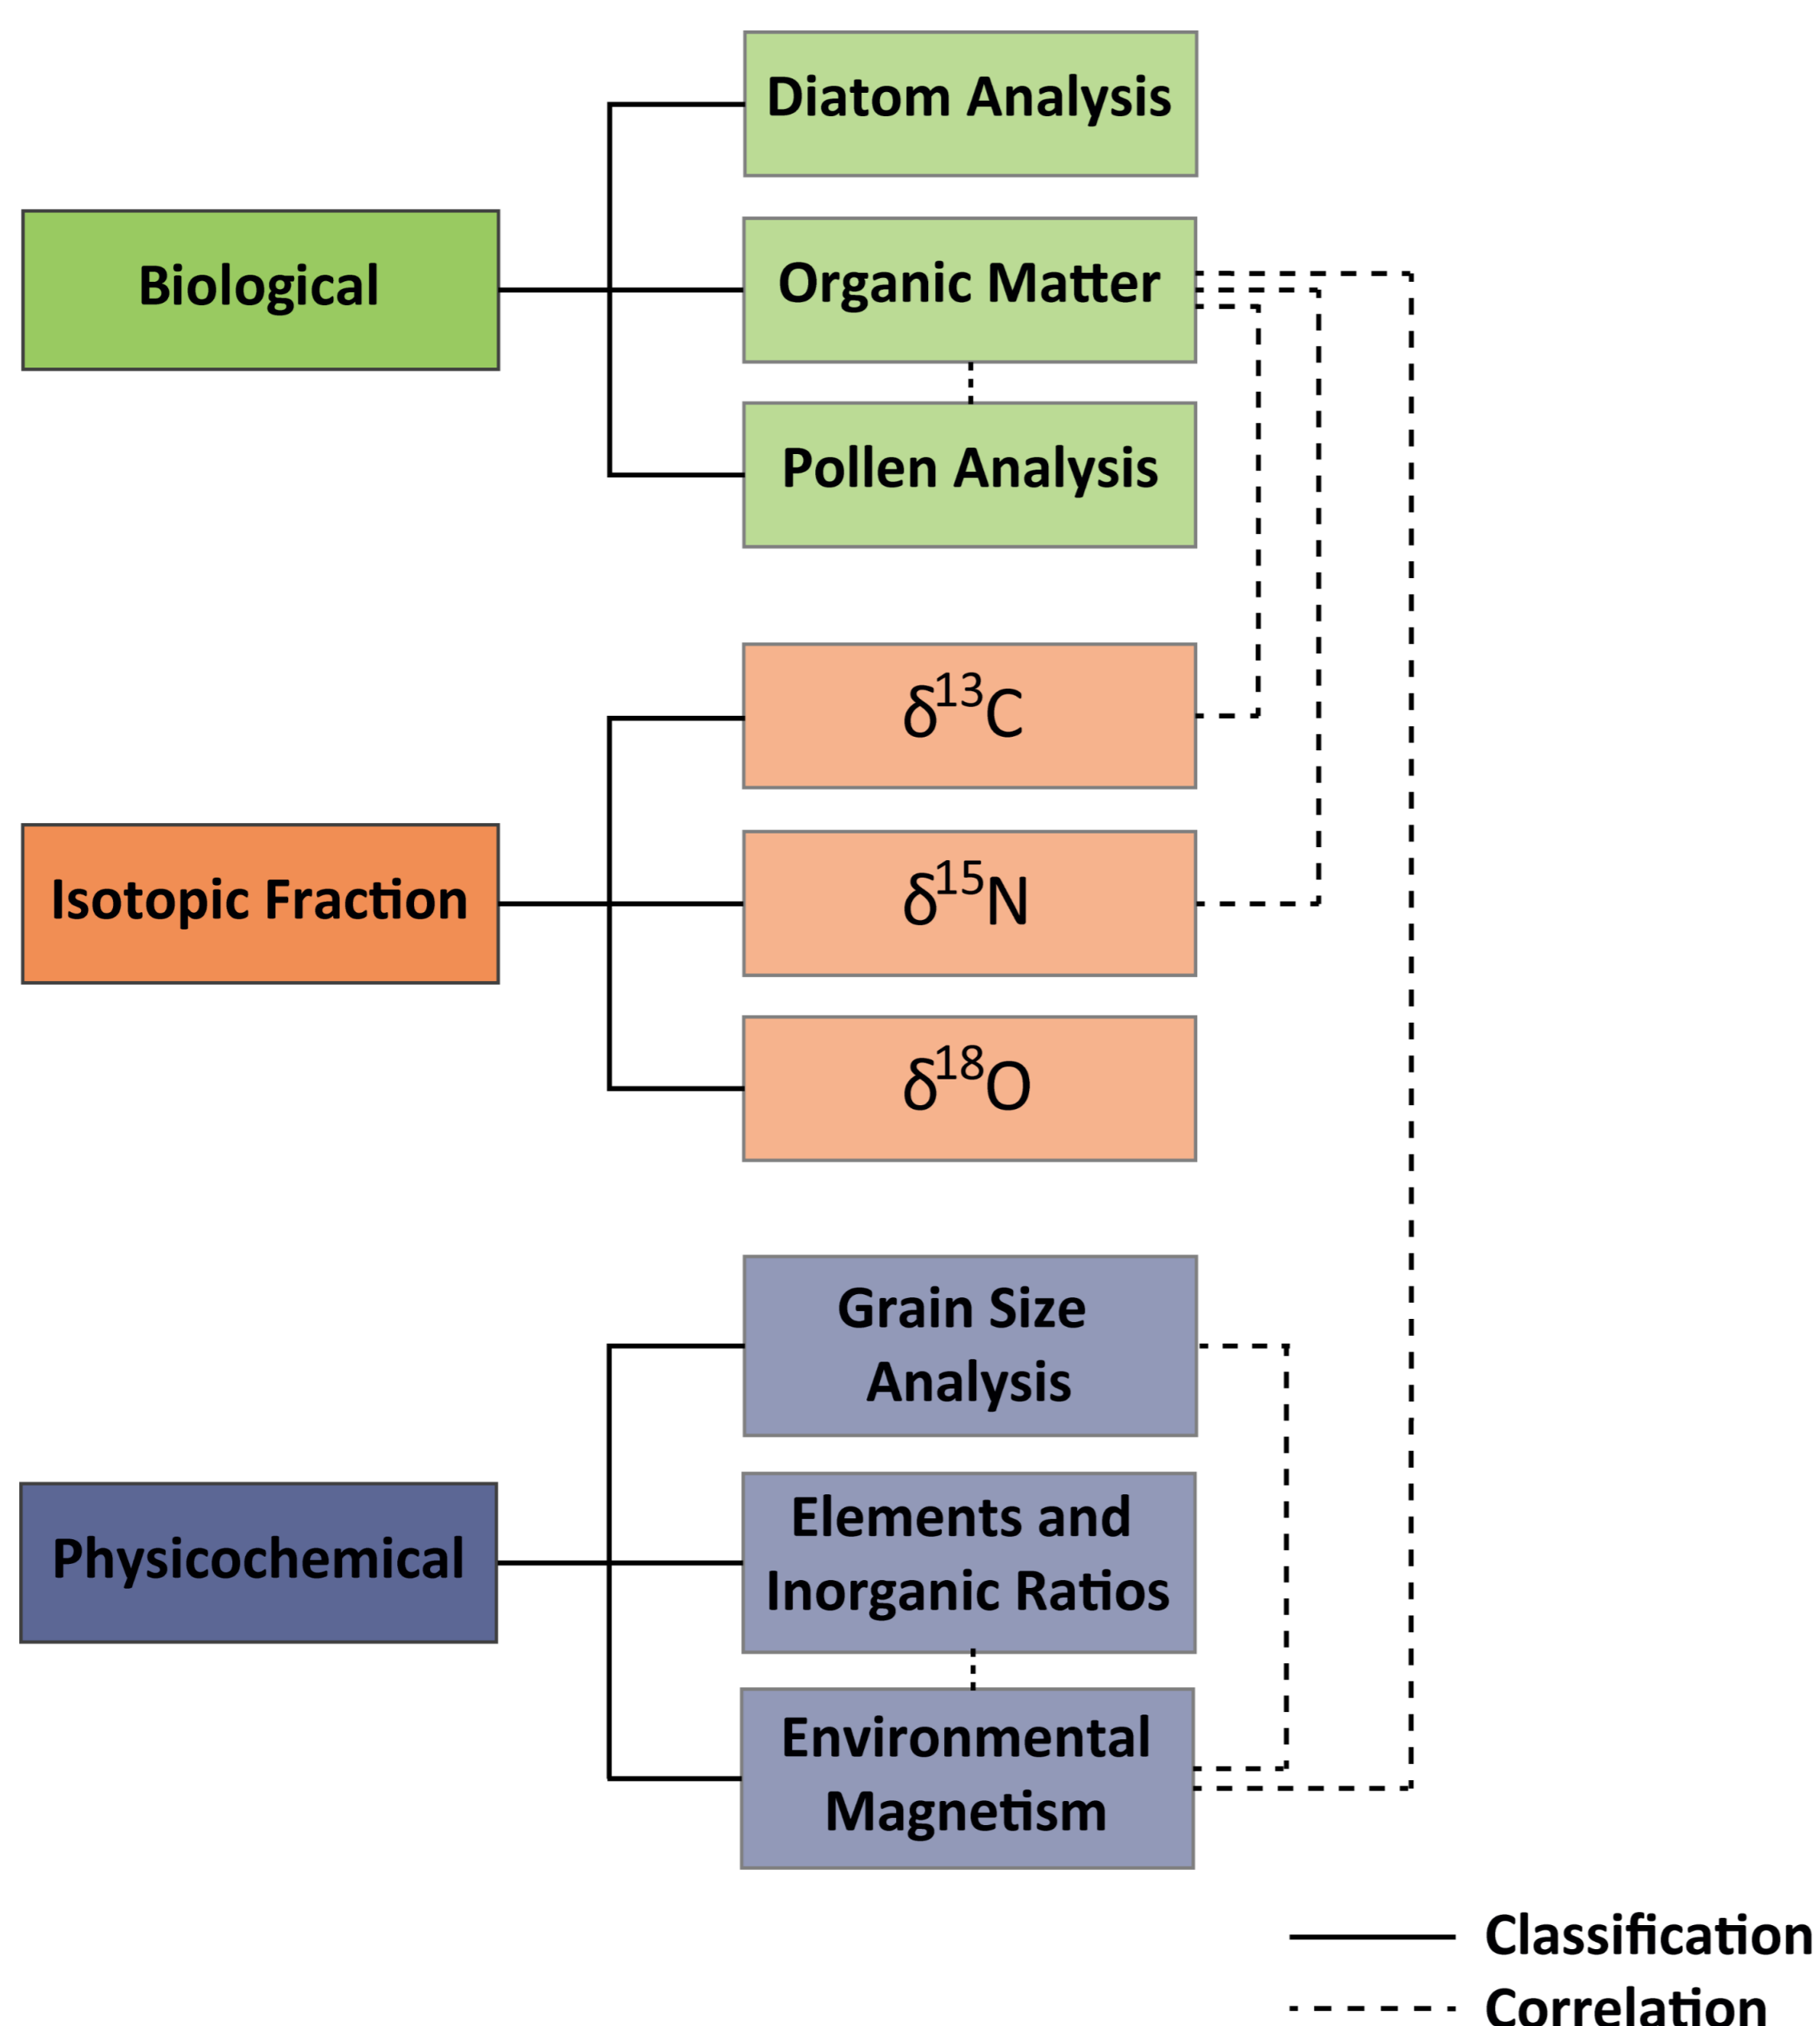 Diatom Analysis
Biological
Organic Matter
Pollen Analysis
δ¹³C
Isotopic Fraction
δ¹⁵N
δ¹⁸O
Grain Size
Analysis
Physicochemical
Elements and
Inorganic Ratios
Environmental
Magnetism
Classification
Correlation